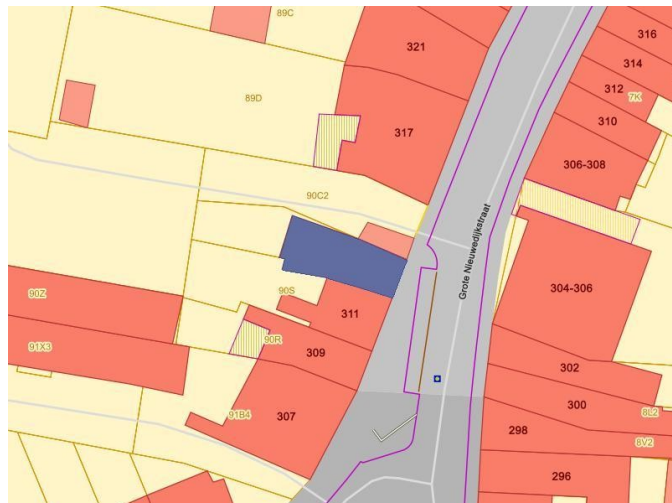 89C
321
316
314
312
7K
310
89D
317
306-308
90C2
Grote Nieuwedijkstraat
90S
90Z
304-306
311
91X3
90R
309
302
300
91B4
307
8L2
298
8V2
296